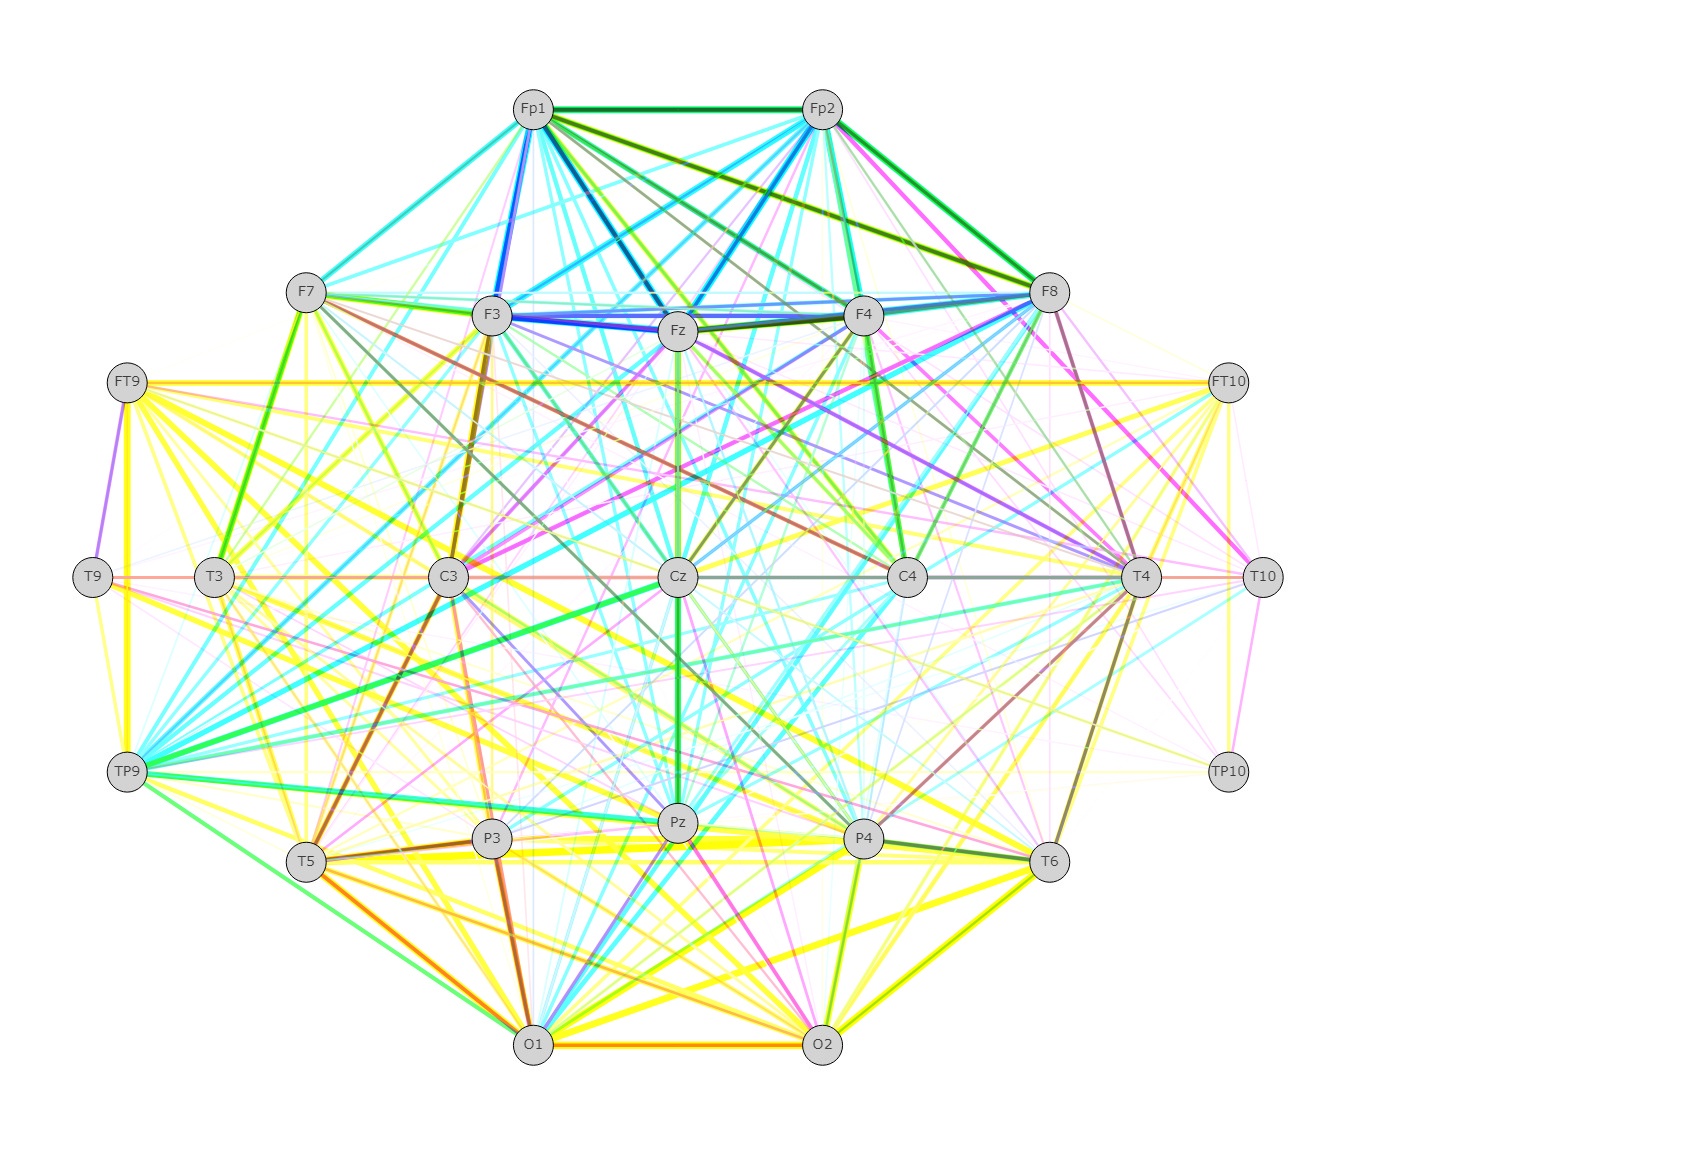 Fp1 Fp2
F7 F3 Fz F4 F8
FT9 FT10
T9 T3 C3 Cz C4 T4 T10
TP9 TP10
T5 P3 Pz P4 T6
O1 O2